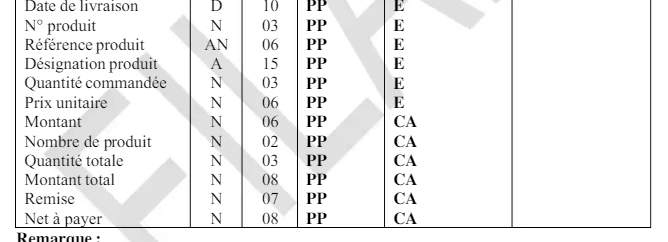 Date de livraison D 10 PP E
N° produit N 03 PP E
Référence produit AN 06 PP E
Désignation produit A 15 PP E
Quantité commandée N 03 PP E
Prix unitaire N 06 PP E
Montant N 06 PP CA
Nombre de produit N 02 PP CA
Quantité totale N 03 PP CA
Montant total N 08 PP CA
Remise N 07 PP CA
Net à payer N 08 PP CA
Remarque :